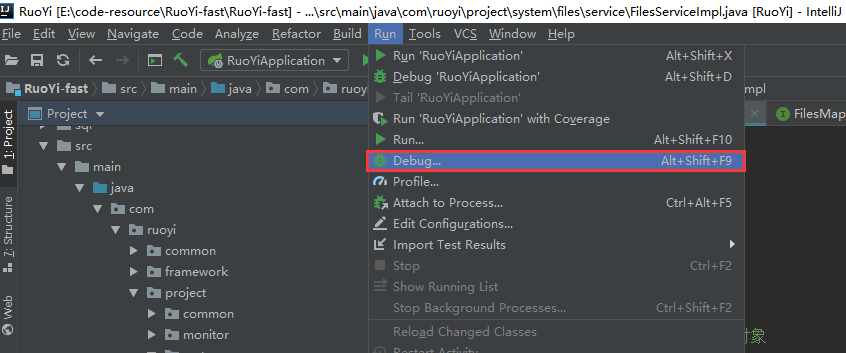 RuoYi [E:\code-resource\RuoYi-fast\RuoYi-fast] - ...\src\main\java\com\ruoyi\project\system\files\service\FilesServiceImpl.java [RuoYi] - IntelliJ
File Edit View Navigate Code Analyze Refactor Build Run Tools VCS Window Help
RuoYiApplication
RuoYi-fast src main java com ruoy mpl
1: Project
7: Structure
Web
Project
FilesMap
sql
src
main
java
com
ruoyi
common
framework
project
common
monitor
Run 'RuoYiApplication' Alt+Shift+X
Debug 'RuoYiApplication' Alt+Shift+D
Tail 'RuoYiApplication'
Run 'RuoYiApplication' with Coverage
Run... Alt+Shift+F10
Debug... Alt+Shift+F9
Profile...
Attach to Process... Ctrl+Alt+F5
Edit Configurations...
Import Test Results
Stop Ctrl+F2
Show Running List
Stop Background Processes... Ctrl+Shift+F2
Reload Changed Classes
Restart Activity
对象